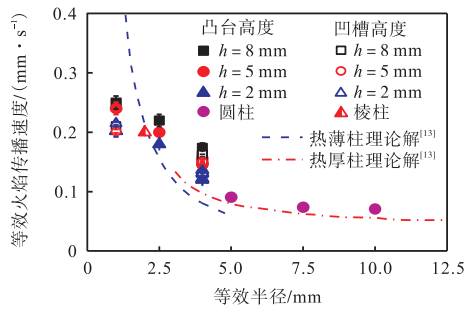 等效火焰传播速度/(mm·s⁻¹)
0.4
0.3
0.2
0.1
0
凸台高度 凹槽高度
h = 8 mm h = 8 mm
h = 5 mm h = 5 mm
h = 2 mm h = 2 mm
圆柱 棱柱
热薄柱理论解[13]
热厚柱理论解[13]
0 2.5 5.0 7.5 10.0 12.5
等效半径/mm